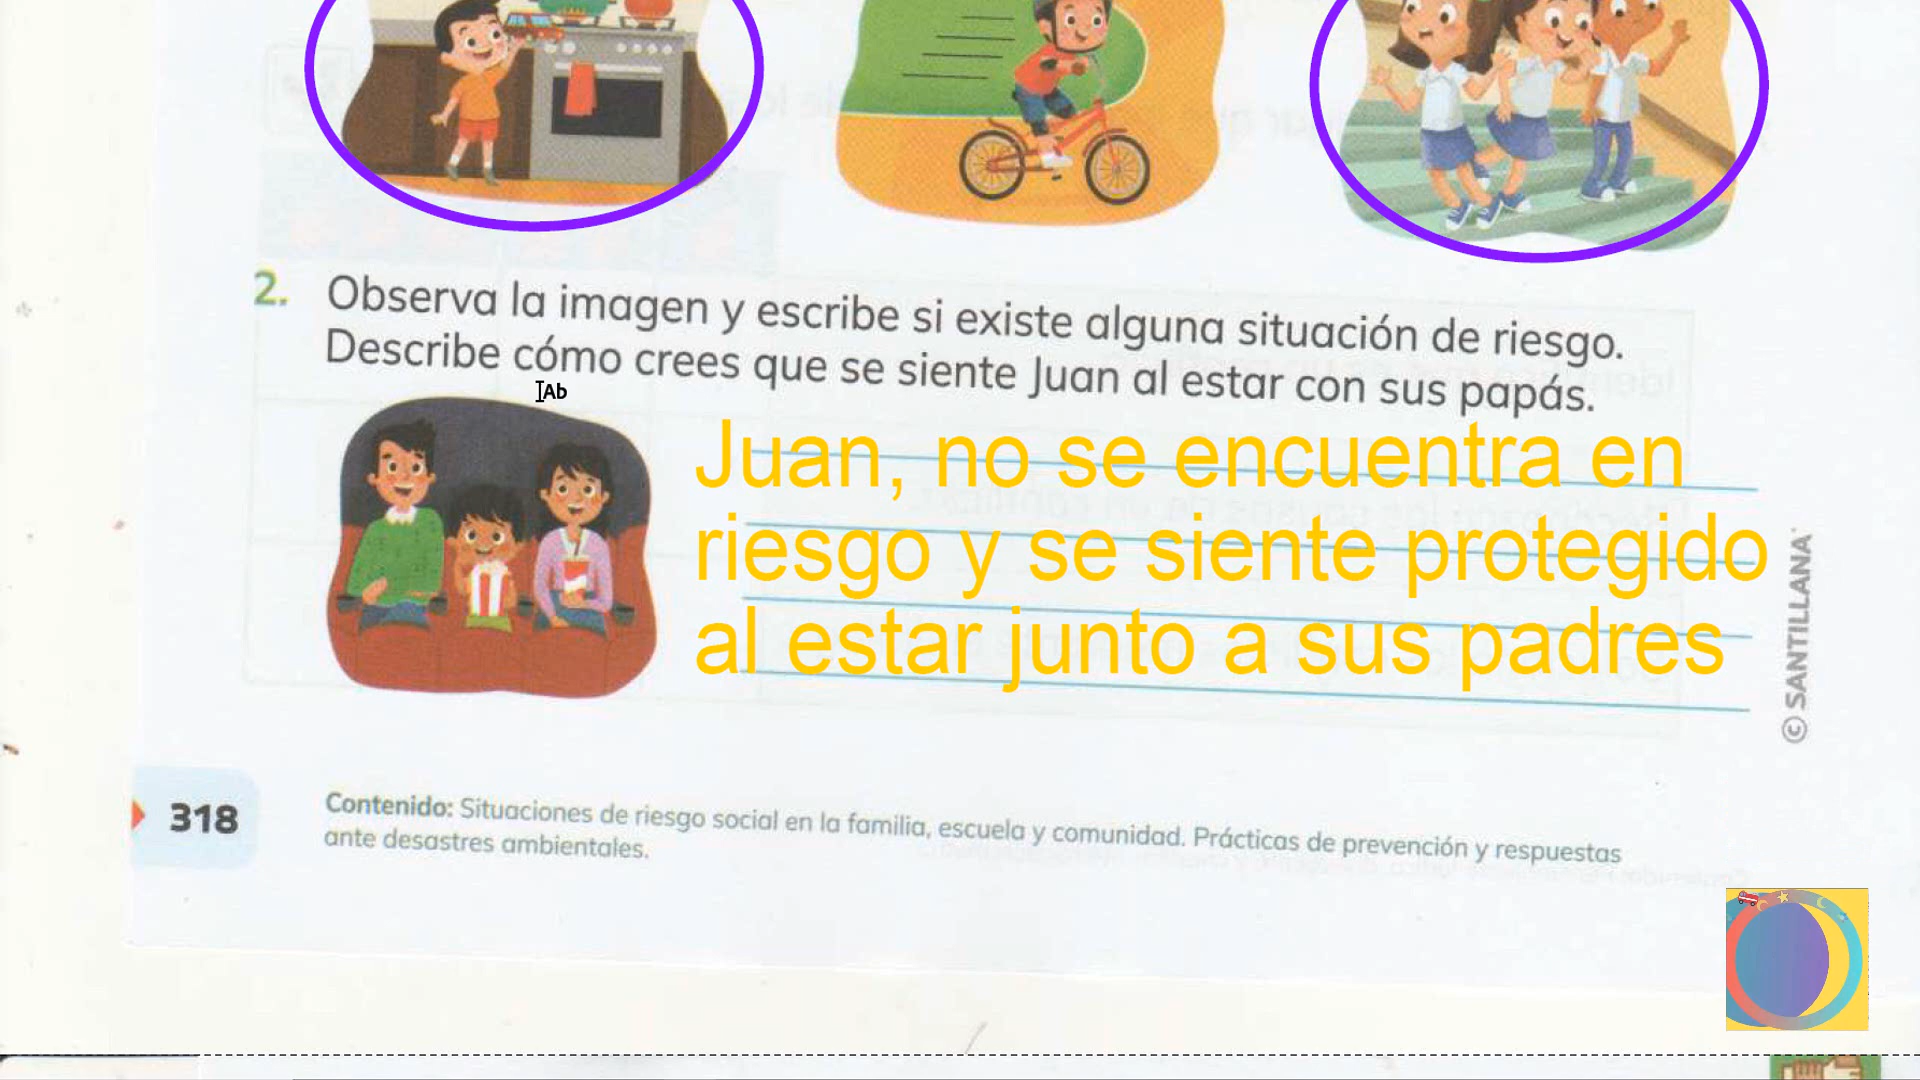 2. Observa la imagen y escribe si existe alguna situación de riesgo.
Describe cómo crees que se siente Juan al estar con sus papás.
Ab
Juan, no se encuentra en
riesgo y se siente protegido
al estar junto a sus padres
© SANTILLANA
318
Contenido: Situaciones de riesgo social en la familia, escuela y comunidad. Prácticas de prevención y respuestas
ante desastres ambientales.